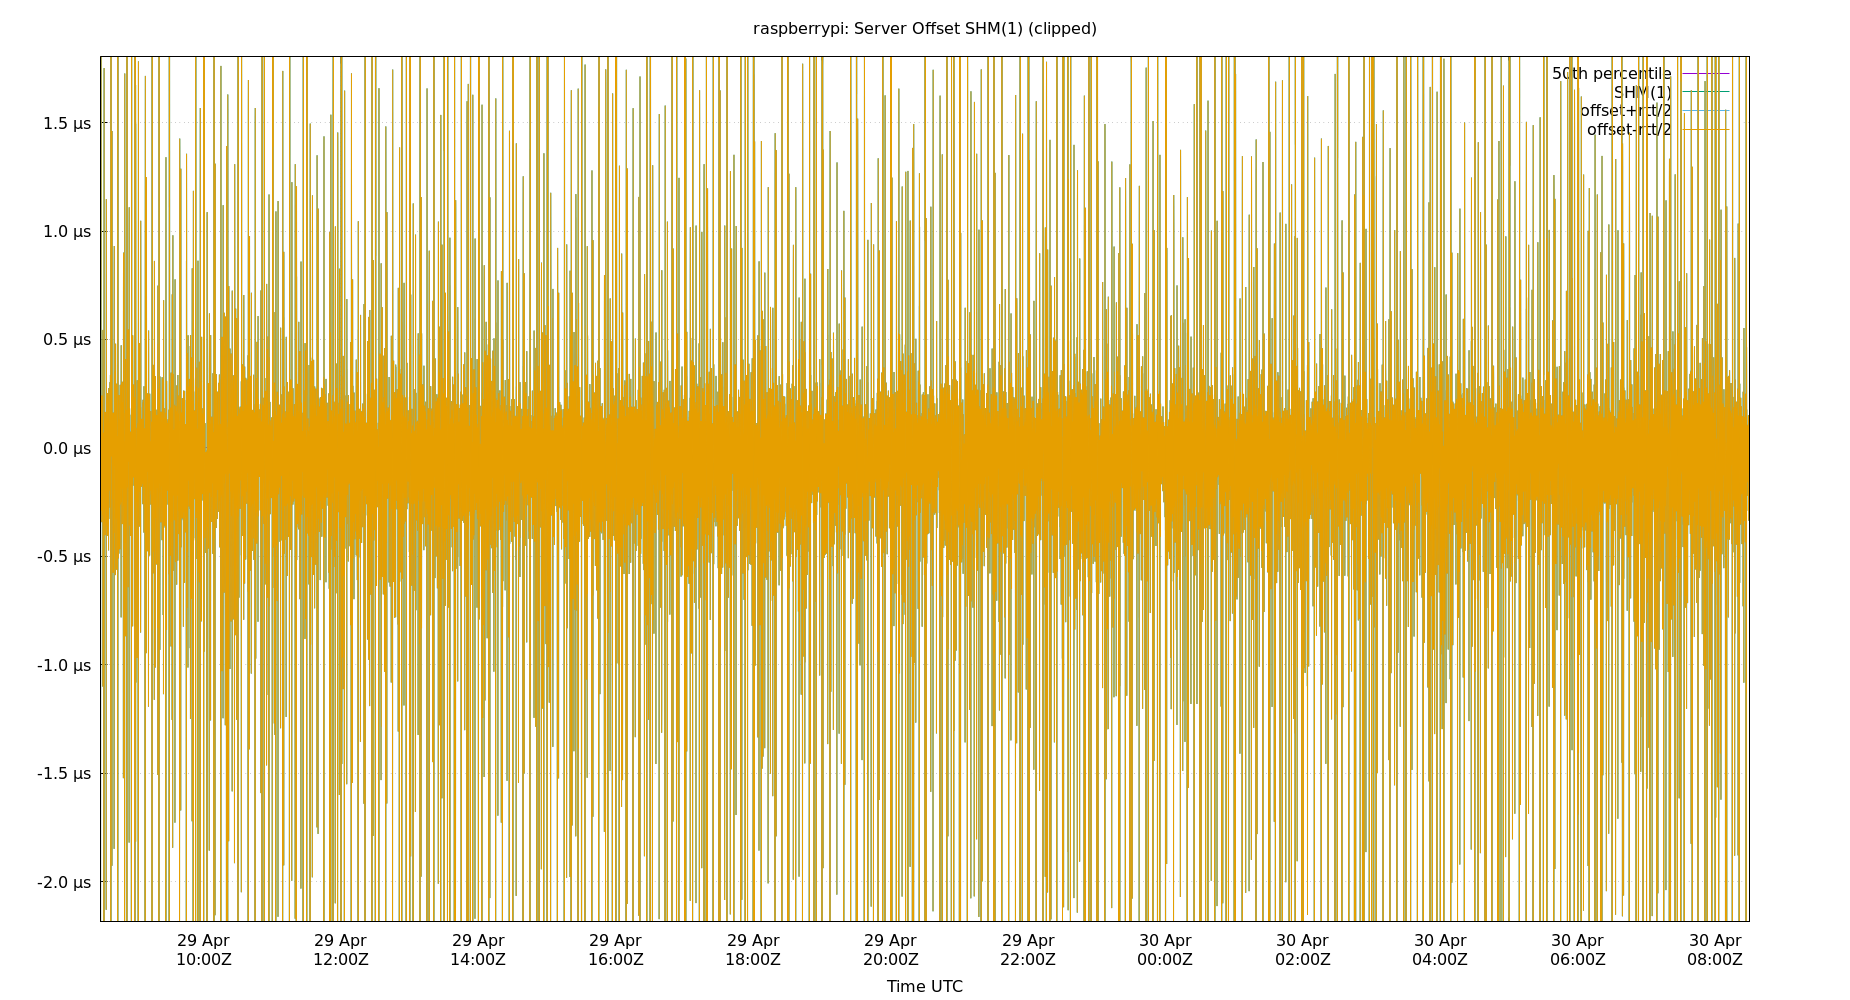 raspberrypi: Server Offset SHM(1) (clipped)
50th percentile
SHM(1)
offset+rtt/2
offset-rtt/2
1.5 µs
1.0 µs
0.5 µs
0.0 µs
-0.5 µs
-1.0 µs
-1.5 µs
-2.0 µs
29 Apr 29 Apr 29 Apr 29 Apr 29 Apr 29 Apr 29 Apr 30 Apr 30 Apr 30 Apr 30 Apr 30 Apr
10:00Z 12:00Z 14:00Z 16:00Z 18:00Z 20:00Z 22:00Z 00:00Z 02:00Z 04:00Z 06:00Z 08:00Z
Time UTC